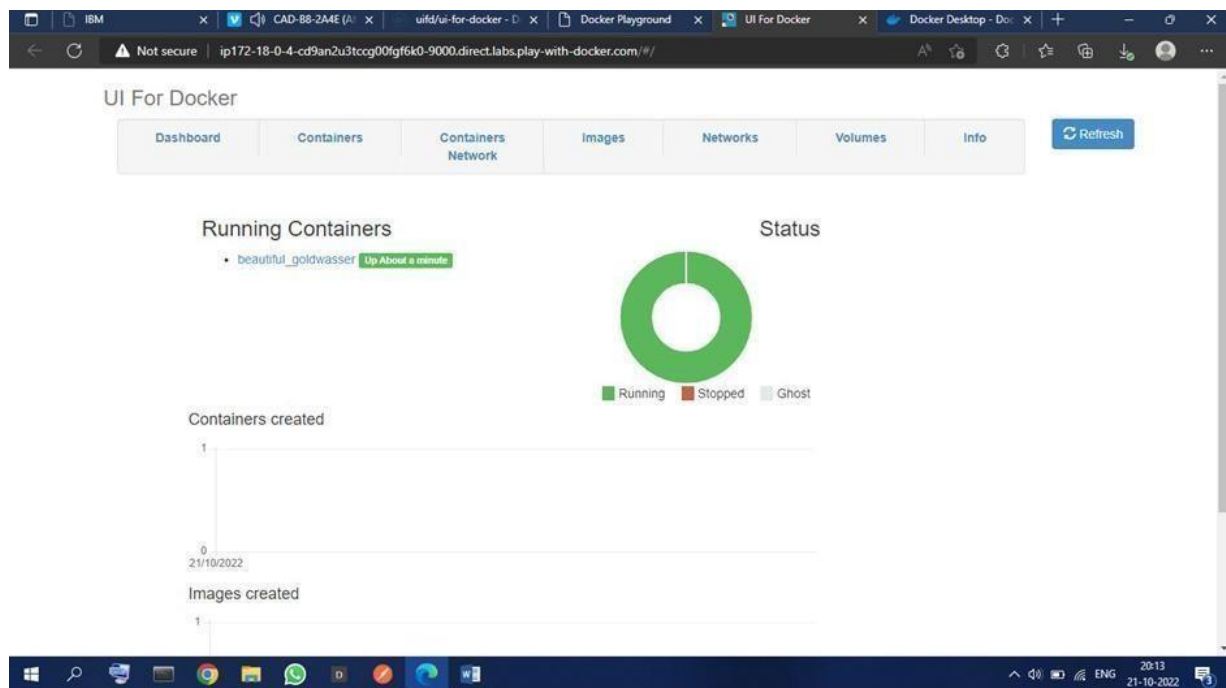 IBM
CAD-BB-2A4E (A
uifd/ui-for-docker - D
Docker Playground
UI For Docker
Docker Desktop - Doc
Not secure | ip172-18-0-4-cd9an2u3tccg00fgf6k0-9000.direct.labs.play-with-docker.com/#/
UI For Docker
Dashboard Containers Containers Network Images Networks Volumes Info Refresh
Running Containers
beautiful_goldwasser Up About a minute
Status
Running Stopped Ghost
Containers created
1
0
21/10/2022
Images created
1
ENG 20:13
21-10-2022